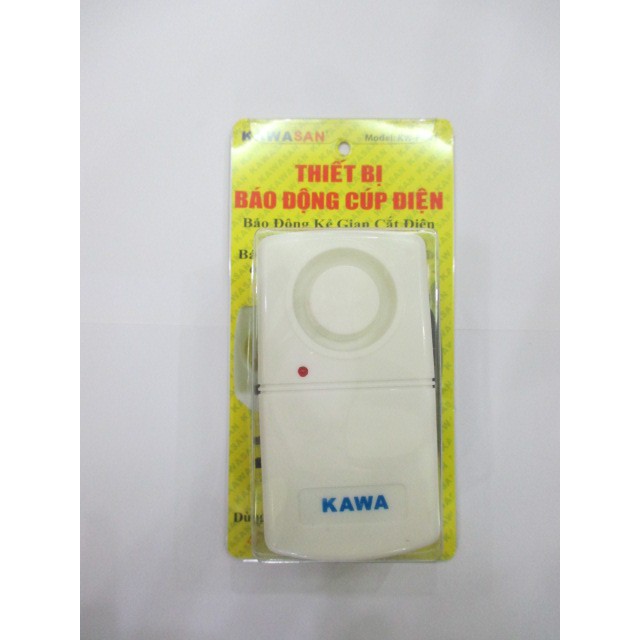 KAWASAN
Model:
THIẾT BỊ
BÁO ĐỘNG CÚP ĐIỆN
Báo Động Kẻ Gian Cắt Điện
KAWA